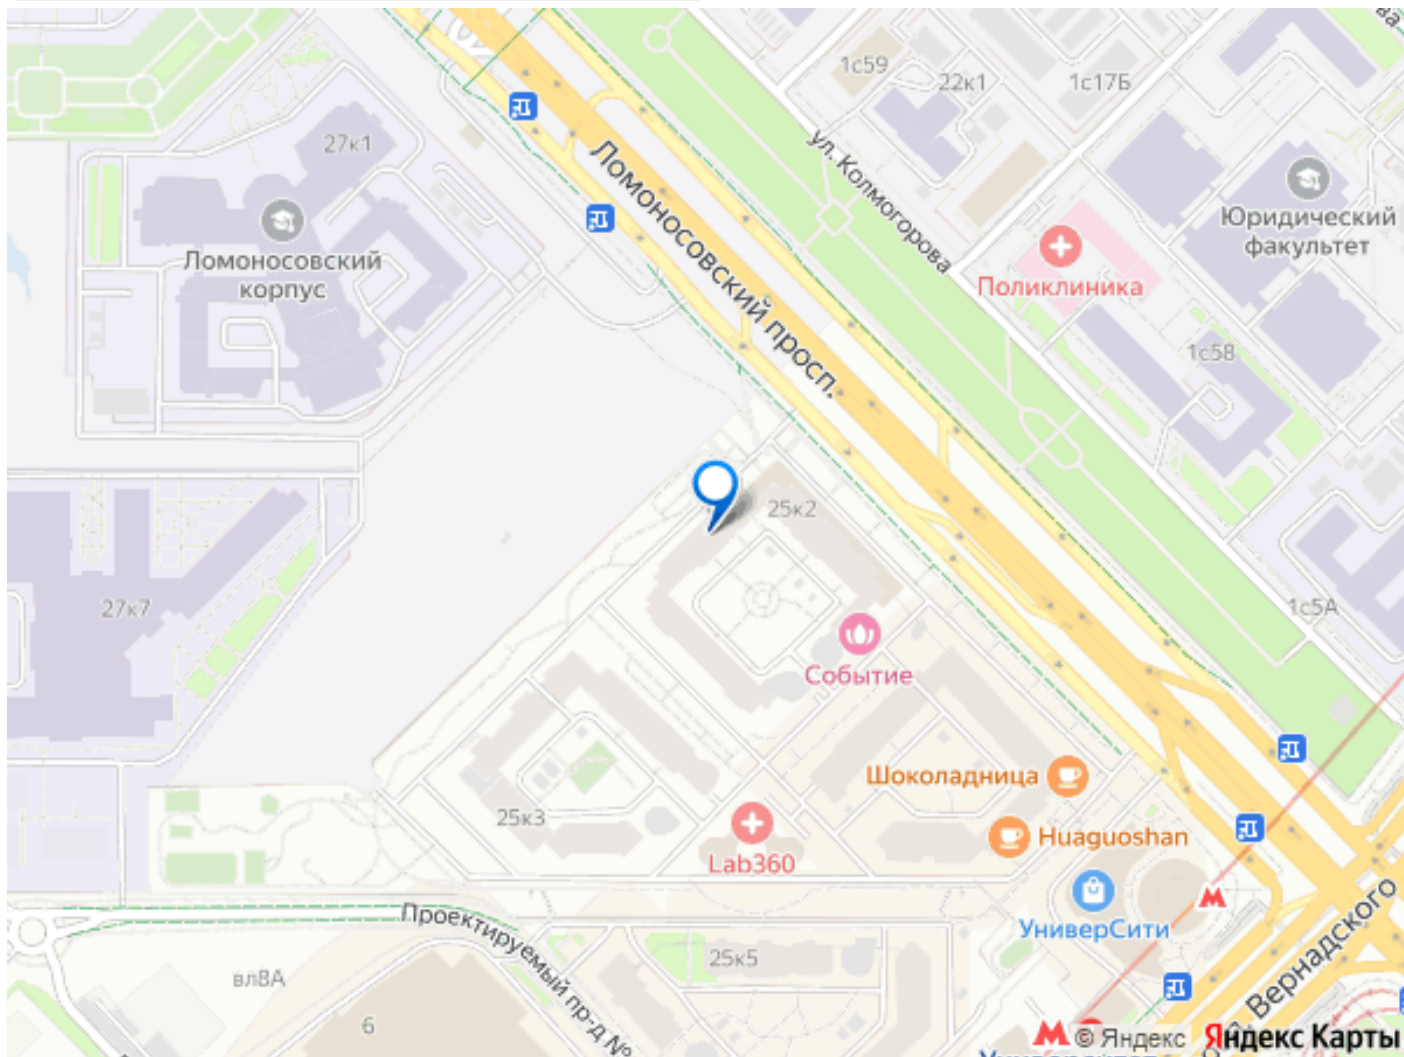 1с59
22к1
1с17Б
27к1
ул. Колмогорова
Ломоносовский просп.
Юридический
факультет
Ломоносовский
корпус
Поликлиника
1с58
25к2
27к7
1с5А
Событие
Шоколадница
25к3
Huaguoshan
Lab360
Проектируемый пр-д №
УниверСити
Вернадского
25к5
вл8А
6
© Яндекс
Яндекс Карты